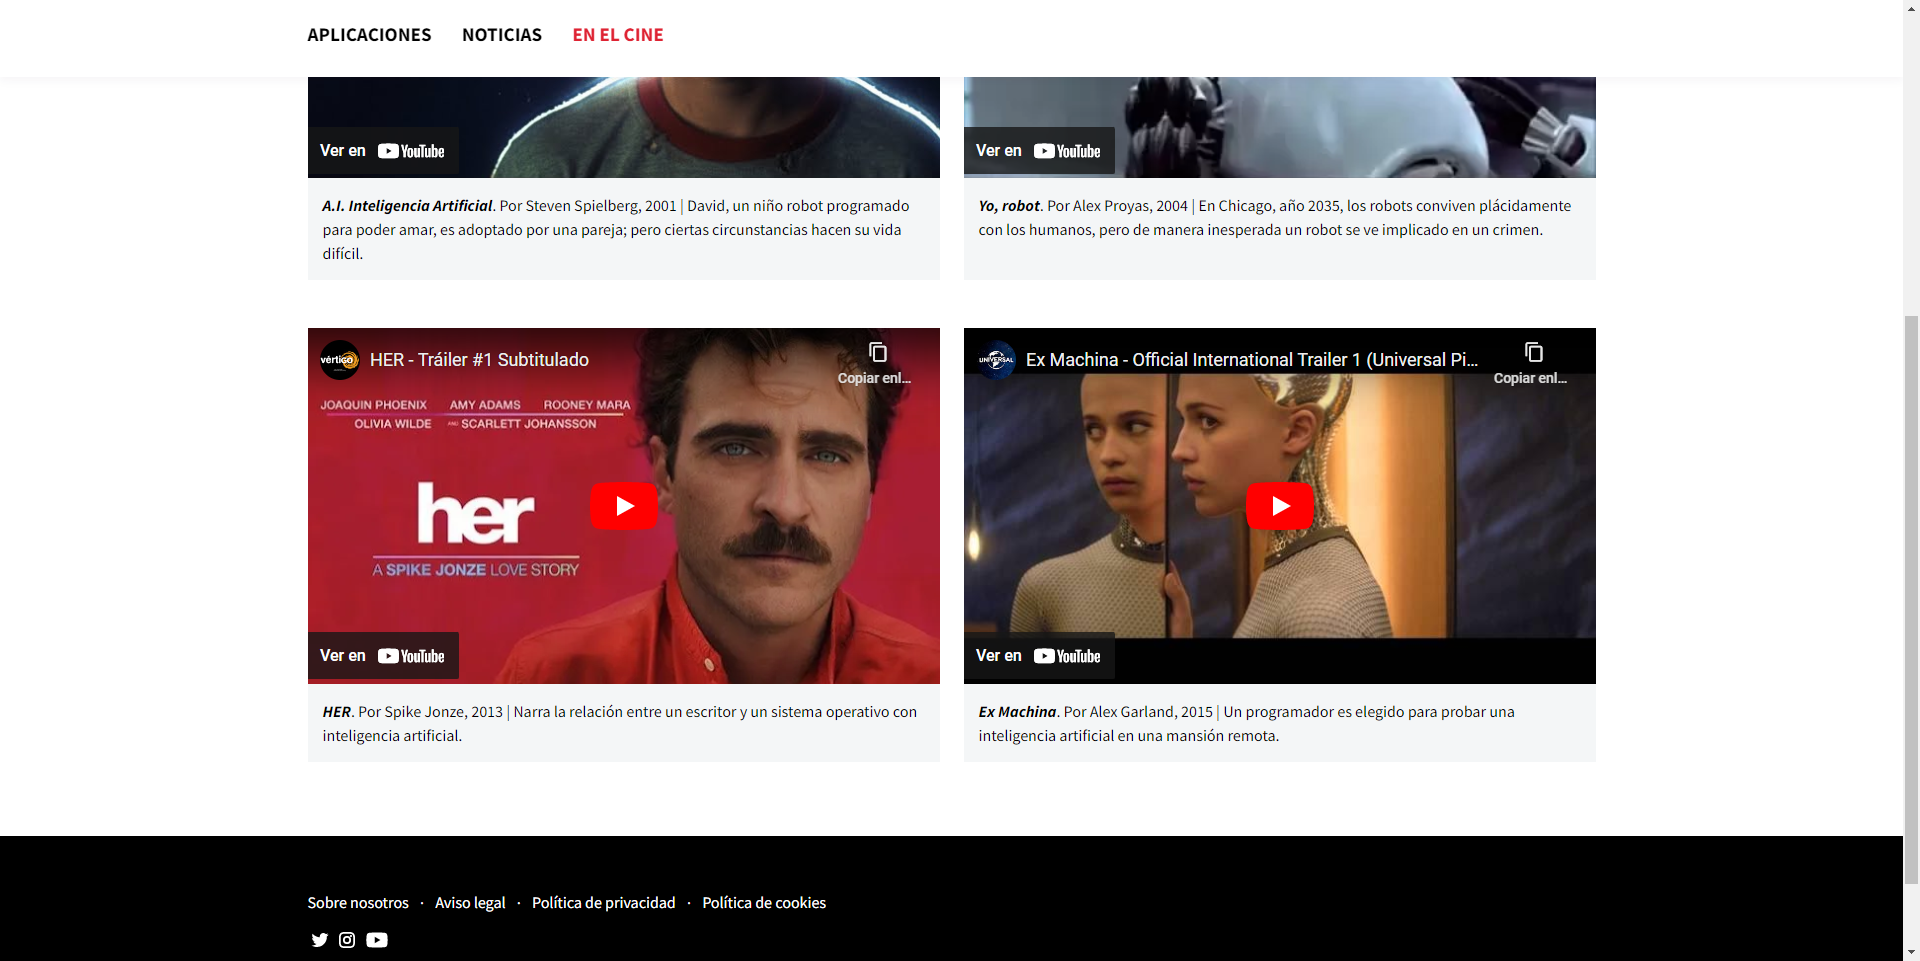 APLICACIONES NOTICIAS EN EL CINE
Ver en YouTube
Ver en YouTube
A.I. Inteligencia Artificial. Por Steven Spielberg, 2001 | David, un niño robot programado
para poder amar, es adoptado por una pareja; pero ciertas circunstancias hacen su vida
difícil.
Yo, robot. Por Alex Proyas, 2004 | En Chicago, año 2035, los robots conviven plácidamente
con los humanos, pero de manera inesperada un robot se ve implicado en un crimen.
vértigo
HER - Tráiler #1 Subtitulado
Copiar enl...
JOAQUIN PHOENIX AMY ADAMS ROONEY MARA
OLIVIA WILDE AND SCARLETT JOHANSSON
her
A SPIKE JONZE LOVE STORY
Ver en YouTube
UNIVERSAL
Ex Machina - Official International Trailer 1 (Universal Pi...
Copiar enl...
Ver en YouTube
HER. Por Spike Jonze, 2013 | Narra la relación entre un escritor y un sistema operativo con
inteligencia artificial.
Ex Machina. Por Alex Garland, 2015 | Un programador es elegido para probar una
inteligencia artificial en una mansión remota.
Sobre nosotros · Aviso legal · Política de privacidad · Política de cookies